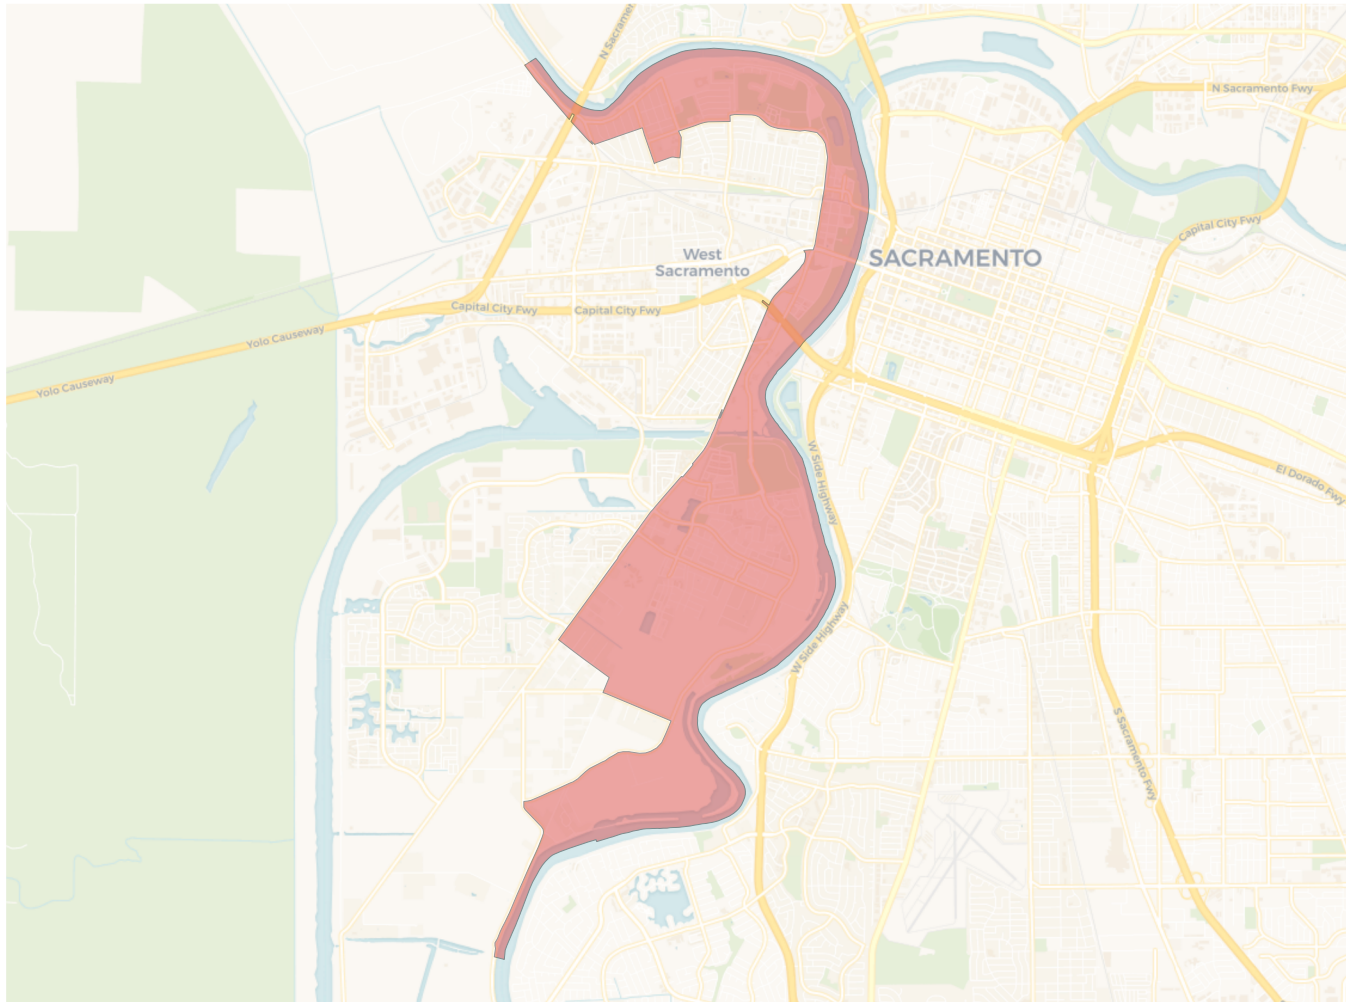 N Sacramen
N Sacramento Fwy
Capital City Fwy
West
Sacramento
SACRAMENTO
Capital City Fwy
Capital City Fwy
Yolo Causeway
Yolo Causeway
W Side Highway
El Dorado Fwy
W Side Highway
S Sacramento Fwy